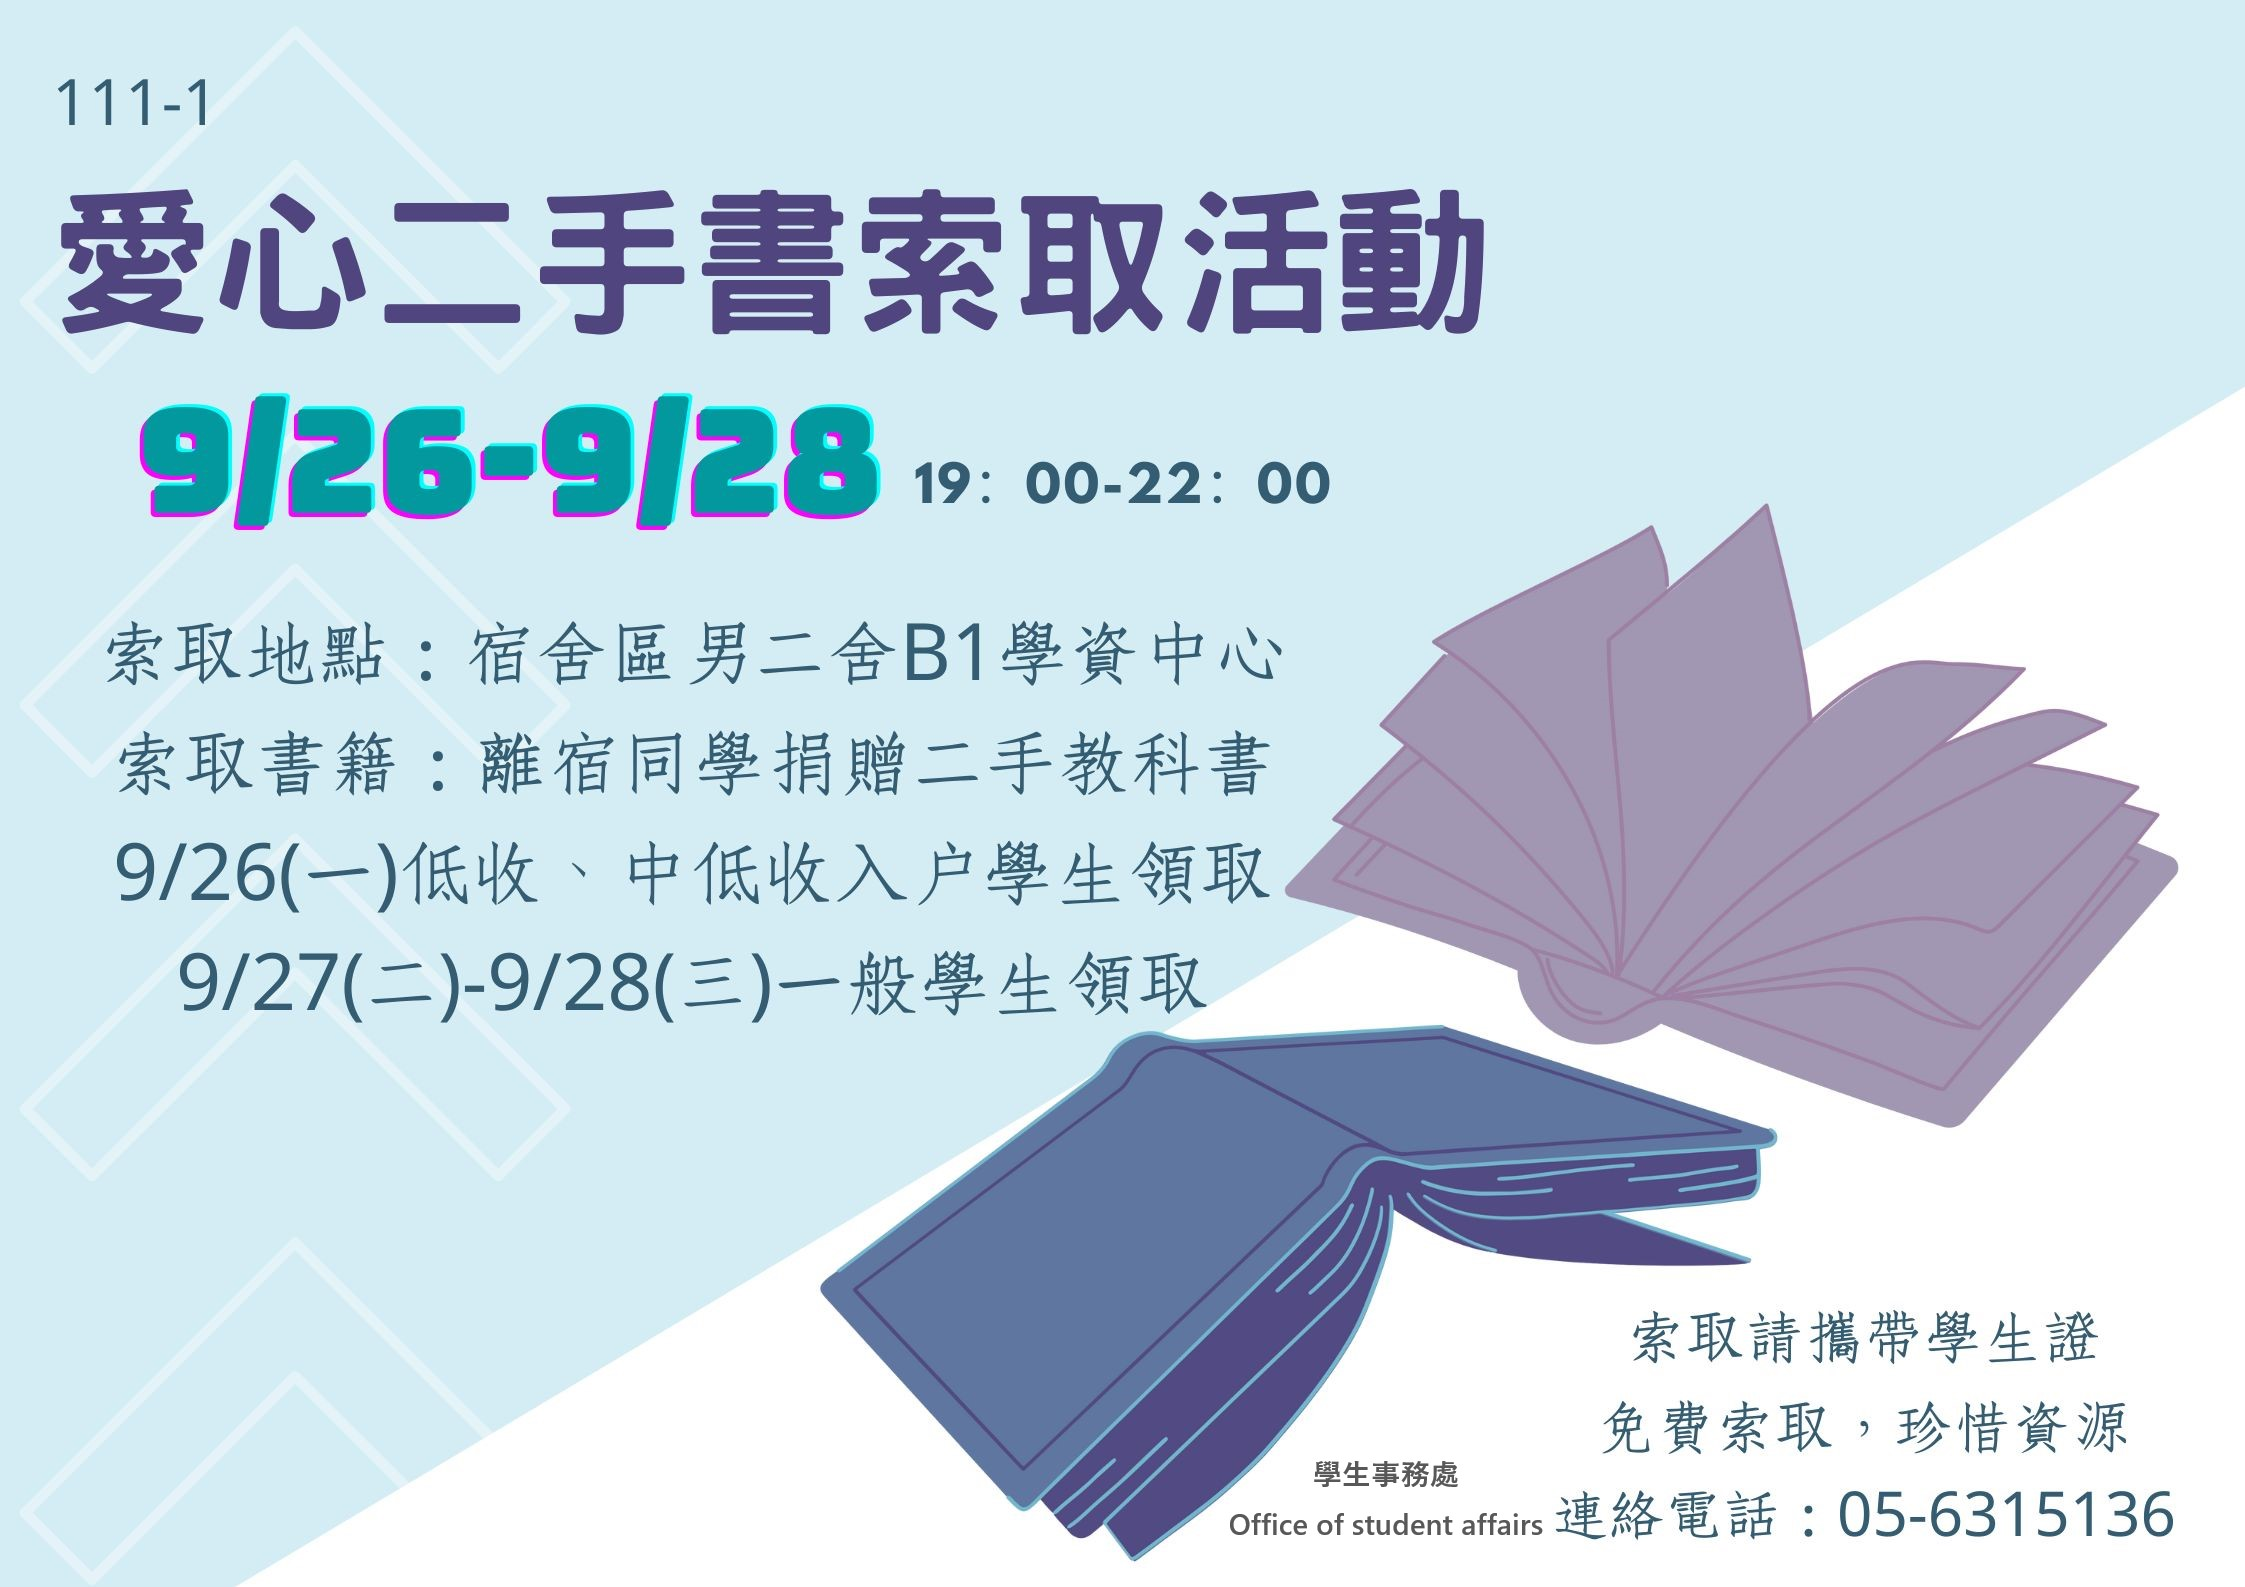 111-1
愛心二手書索取活動
9/26-9/28 19：00-22：00
索取地點：宿舍區男二舍B1學資中心
索取書籍：離宿同學捐贈二手教科書
9/26(一)低收、中低收入户學生領取
9/27(二)-9/28(三)一般學生領取
索取請攜帶學生證
免費索取，珍惜資源
連絡電話：05-6315136
學生事務處
Office of student affairs